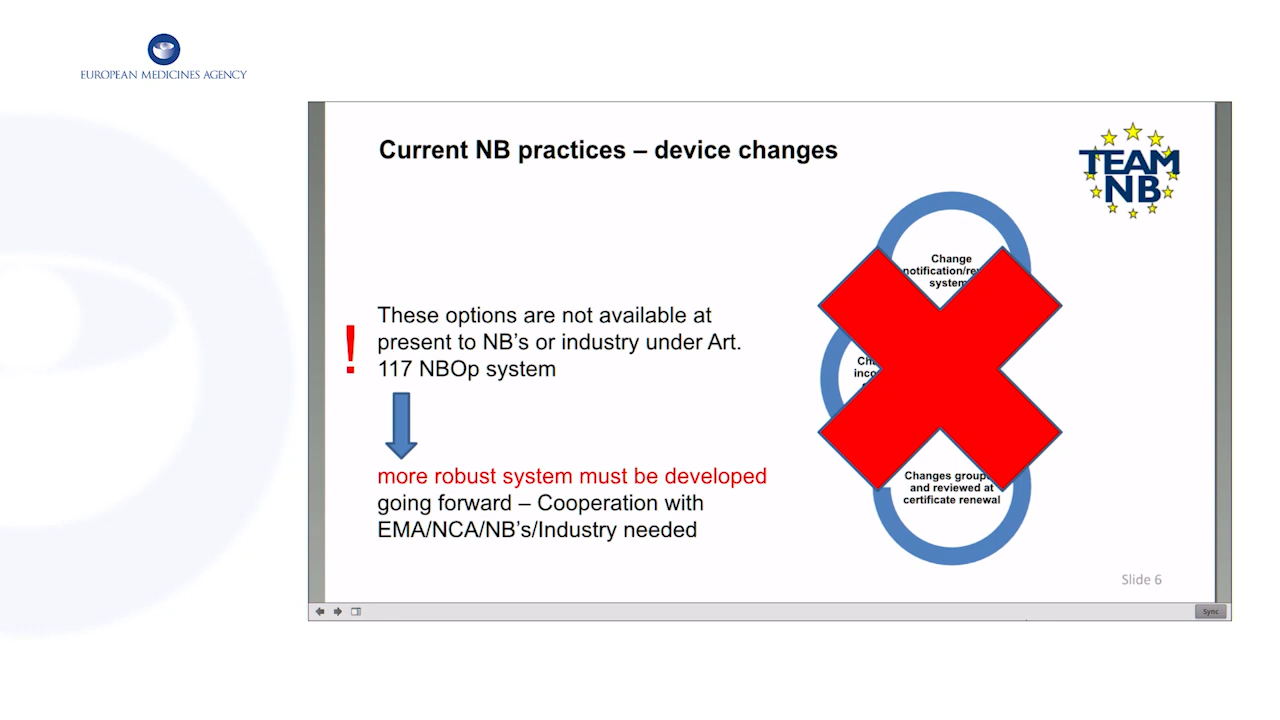 EUROPEAN MEDICINES AGENCY
Current NB practices – device changes
TEAM
NB
These options are not available at
present to NB's or industry under Art.
117 NBOp system
!
more robust system must be developed
going forward – Cooperation with
EMA/NCA/NB's/Industry needed
Change
system
Changes
and reviewed at
certificate renewal
Slide 6
Sync